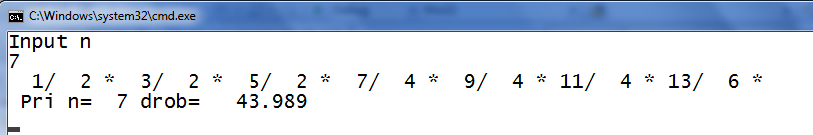 C:\Windows\system32\cmd.exe
Input n
7
1/ 2 * 3/ 2 * 5/ 2 * 7/ 4 * 9/ 4 * 11/ 4 * 13/ 6 *
Pri n= 7 drob= 43.989